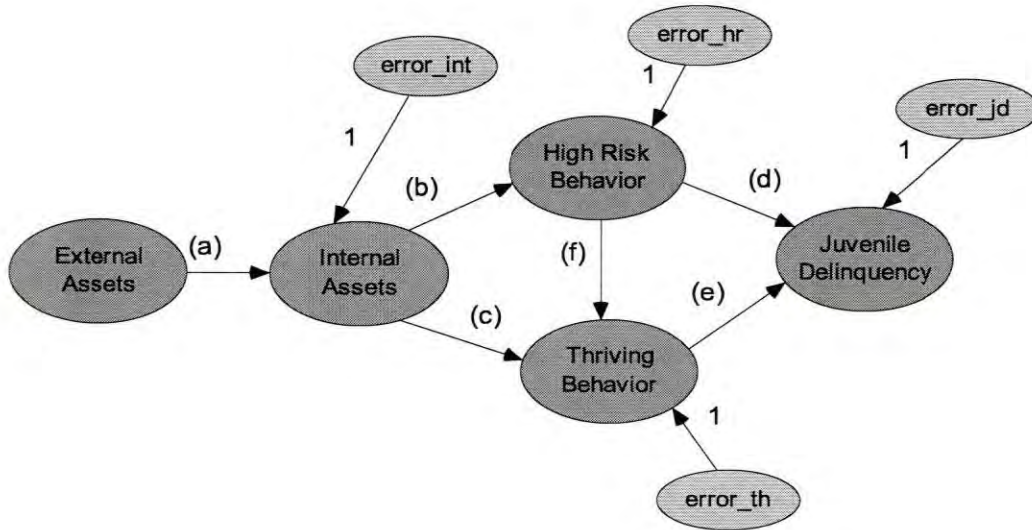 error_hr
1
error_int
1
error_jd
1
High Risk
Behavior
(b)
(d)
(a)
External
Assets
Internal
Assets
(f)
Juvenile
Delinquency
(c)
(e)
Thriving
Behavior
1
error_th